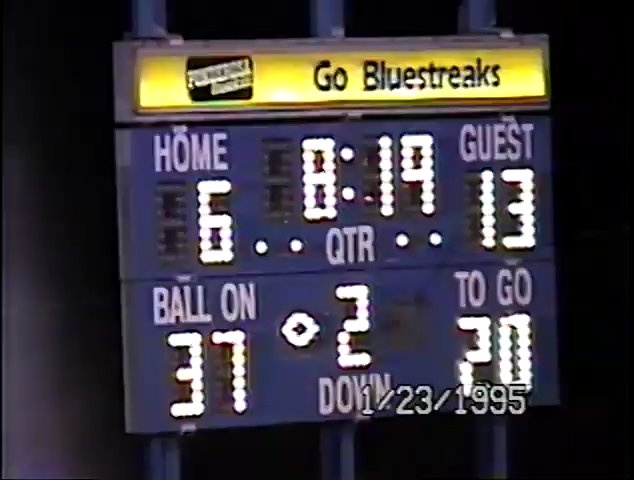 Go Bluestreaks
HOME 8:19 GUEST
6 QTR 13
BALL ON 2 TO GO
37 DOWN 20
1/23/1995